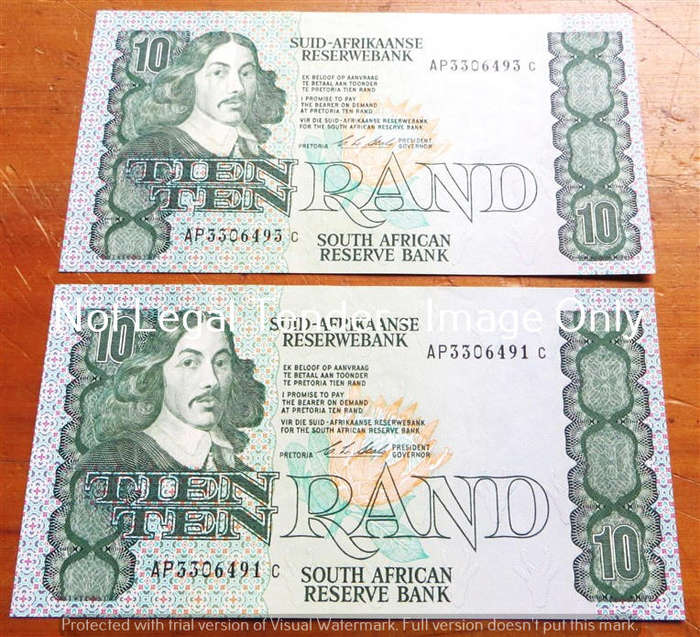 10
SUID-AFRIKAANSE
RESERWEBANK
AP3306493 C
EK BELOOF OP AANVRAAG
TE BETAAL AAN TOONDER
TE PRETORIA TIEN RAND
I PROMISE TO PAY
THE BEARER ON DEMAND
AT PRETORIA TEN RAND
VIR DIE SUID-AFRIKAANSE RESERWEBANK
FOR THE SOUTH AFRICAN RESERVE BANK
PRETORIA
PRESIDENT
GOVERNOR
TIEN
TEN
RAND
10
AP3306493 C
SOUTH AFRICAN
RESERVE BANK
Not Legal Tender - Image Only
10
SUID-AFRIKAANSE
RESERWEBANK
AP3306491 C
EK BELOOF OP AANVRAAG
TE BETAAL AAN TOONDER
TE PRETORIA TIEN RAND
I PROMISE TO PAY
THE BEARER ON DEMAND
AT PRETORIA TEN RAND
VIR DIE SUID-AFRIKAANSE RESERWEBANK
FOR THE SOUTH AFRICAN RESERVE BANK
PRETORIA
PRESIDENT
GOVERNOR
TIEN
TEN
RAND
10
AP3306491 C
SOUTH AFRICAN
RESERVE BANK
Protected with trial version of Visual Watermark. Full version doesn't put this mark.